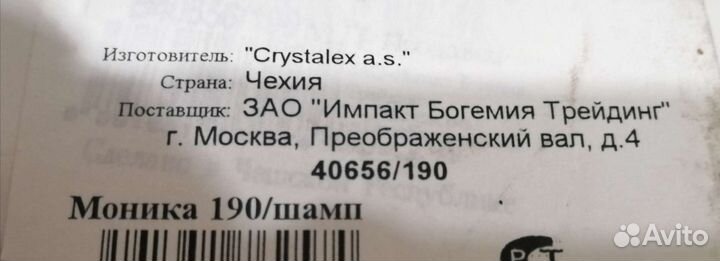 Изготовитель: "Crystalex a.s."
Страна: Чехия
Поставщик: ЗАО "Импакт Богемия Трейдинг"
г. Москва, Преображенский вал, д.4
40656/190
Моника 190/шамп
Avito